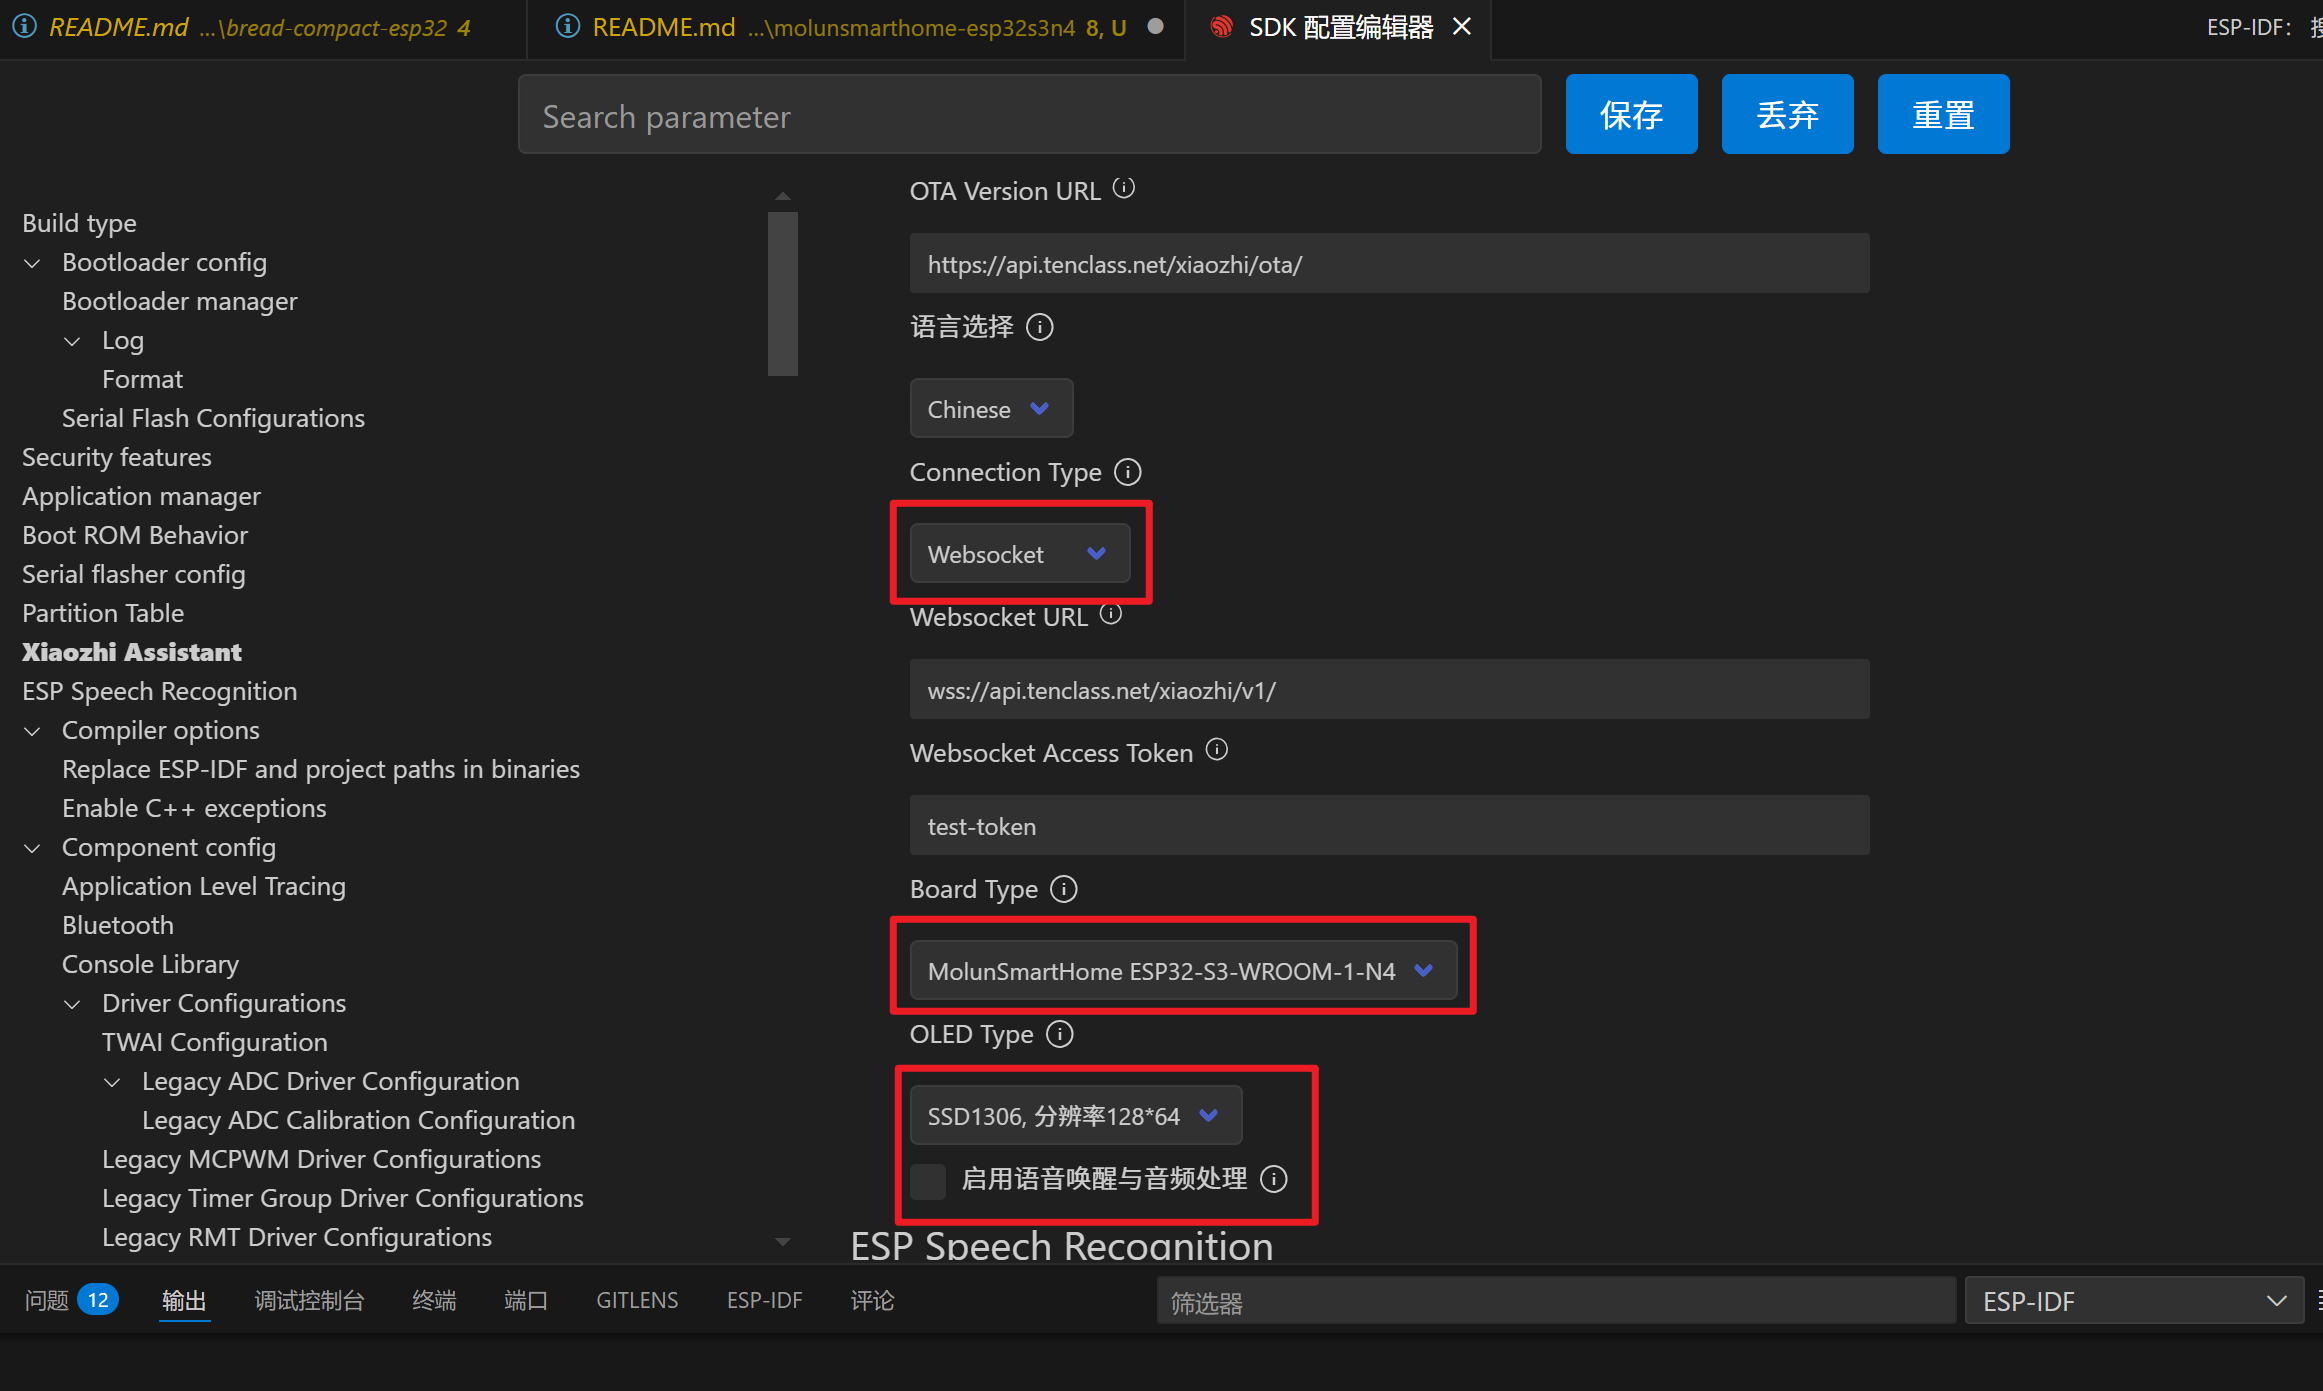 README.md ...\bread-compact-esp32 4
README.md ...\molunsmarthome-esp32s3n4 8, U
SDK 配置编辑器
ESP-IDF:
Search parameter
保存
丢弃
重置
Build type
Bootloader config
Bootloader manager
Log
Format
Serial Flash Configurations
Security features
Application manager
Boot ROM Behavior
Serial flasher config
Partition Table
Xiaozhi Assistant
ESP Speech Recognition
Compiler options
Replace ESP-IDF and project paths in binaries
Enable C++ exceptions
Component config
Application Level Tracing
Bluetooth
Console Library
Driver Configurations
TWAI Configuration
Legacy ADC Driver Configuration
Legacy ADC Calibration Configuration
Legacy MCPWM Driver Configurations
Legacy Timer Group Driver Configurations
Legacy RMT Driver Configurations
OTA Version URL
https://api.tenclass.net/xiaozhi/ota/
语言选择
Chinese
Connection Type
Websocket
Websocket URL
wss://api.tenclass.net/xiaozhi/v1/
Websocket Access Token
test-token
Board Type
MolunSmartHome ESP32-S3-WROOM-1-N4
OLED Type
SSD1306, 分辨率128*64
启用语音唤醒与音频处理
ESP Speech Recognition
问题 12
输出
调试控制台
终端
端口
GITLENS
ESP-IDF
评论
筛选器
ESP-IDF